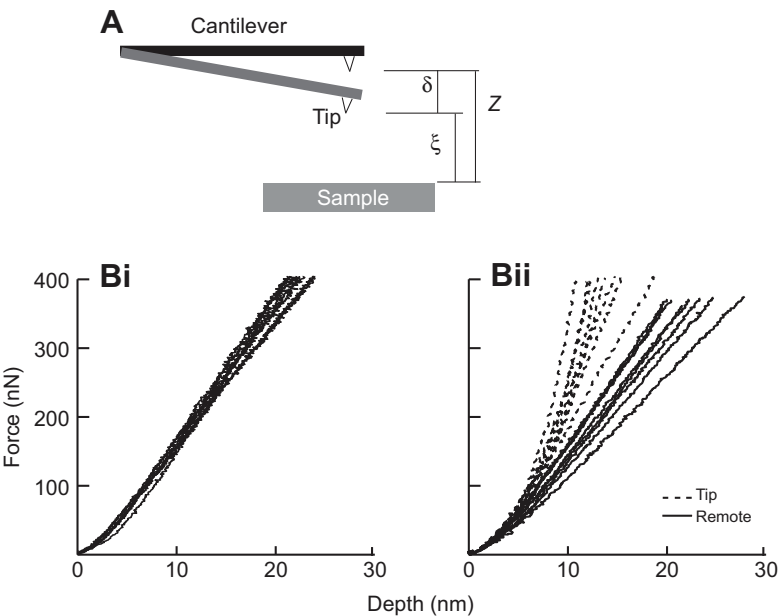 A
Cantilever
δ
Z
Tip
ξ
Sample
Bi
Bii
400
300
200
100
Force (nN)
Tip
Remote
0
10
20
30
0
10
20
30
Depth (nm)